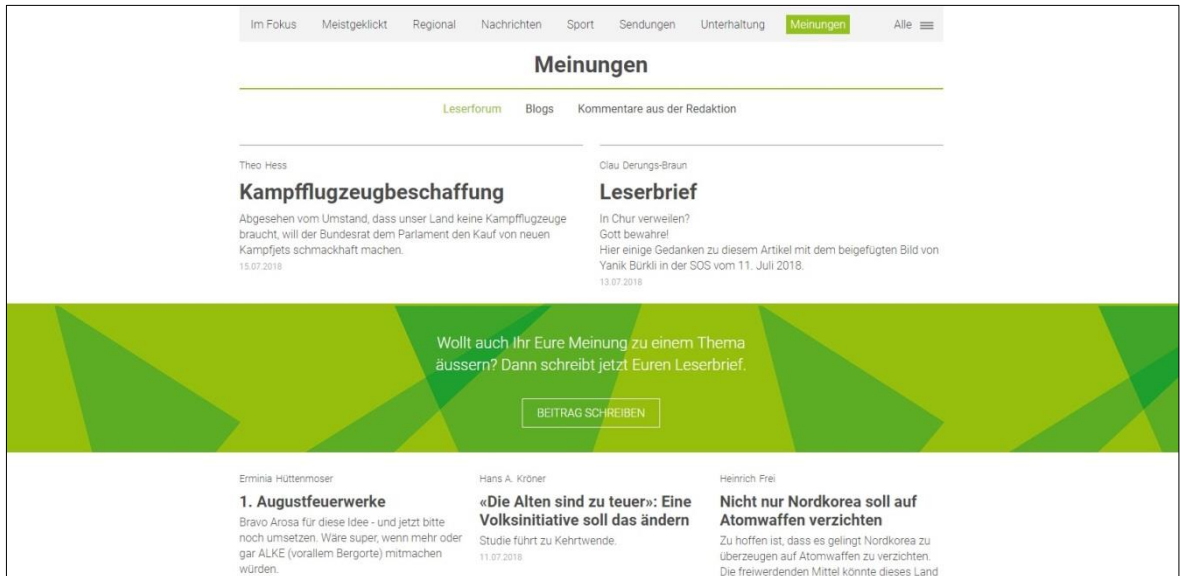 Im Fokus Meistgeklickt Regional Nachrichten Sport Sendungen Unterhaltung Meinungen Alle
Meinungen
Leserforum Blogs Kommentare aus der Redaktion
Theo Hess
Kampfflugzeugbeschaffung
Abgesehen vom Umstand, dass unser Land keine Kampfflugzeuge
braucht, will der Bundesrat dem Parlament den Kauf von neuen
Kampfjets schmackhaft machen.
15.07.2018
Clau Derungs-Braun
Leserbrief
In Chur verweilen?
Gott bewahre!
Hier einige Gedanken zu diesem Artikel mit dem beigefügten Bild von
Yanik Bürkli in der SOS vom 11. Juli 2018.
13.07.2018
Wollt auch Ihr Eure Meinung zu einem Thema
äussern? Dann schreibt jetzt Euren Leserbrief.
BEITRAG SCHREIBEN
Erminia Hüttenmoser
1. Augustfeuerwerke
Bravo Arosa für diese Idee - und jetzt bitte
noch umsetzen. Wäre super, wenn mehr oder
gar ALKE (vorallem Bergorte) mitmachen
würden.
Hans A. Kröner
«Die Alten sind zu teuer»: Eine
Volksinitiative soll das ändern
Studie führt zu Kehrtwende.
11.07.2018
Heinrich Frei
Nicht nur Nordkorea soll auf
Atomwaffen verzichten
Zu hoffen ist, dass es gelingt Nordkorea zu
überzeugen auf Atomwaffen zu verzichten.
Die freiwerdenden Mittel könnte dieses Land